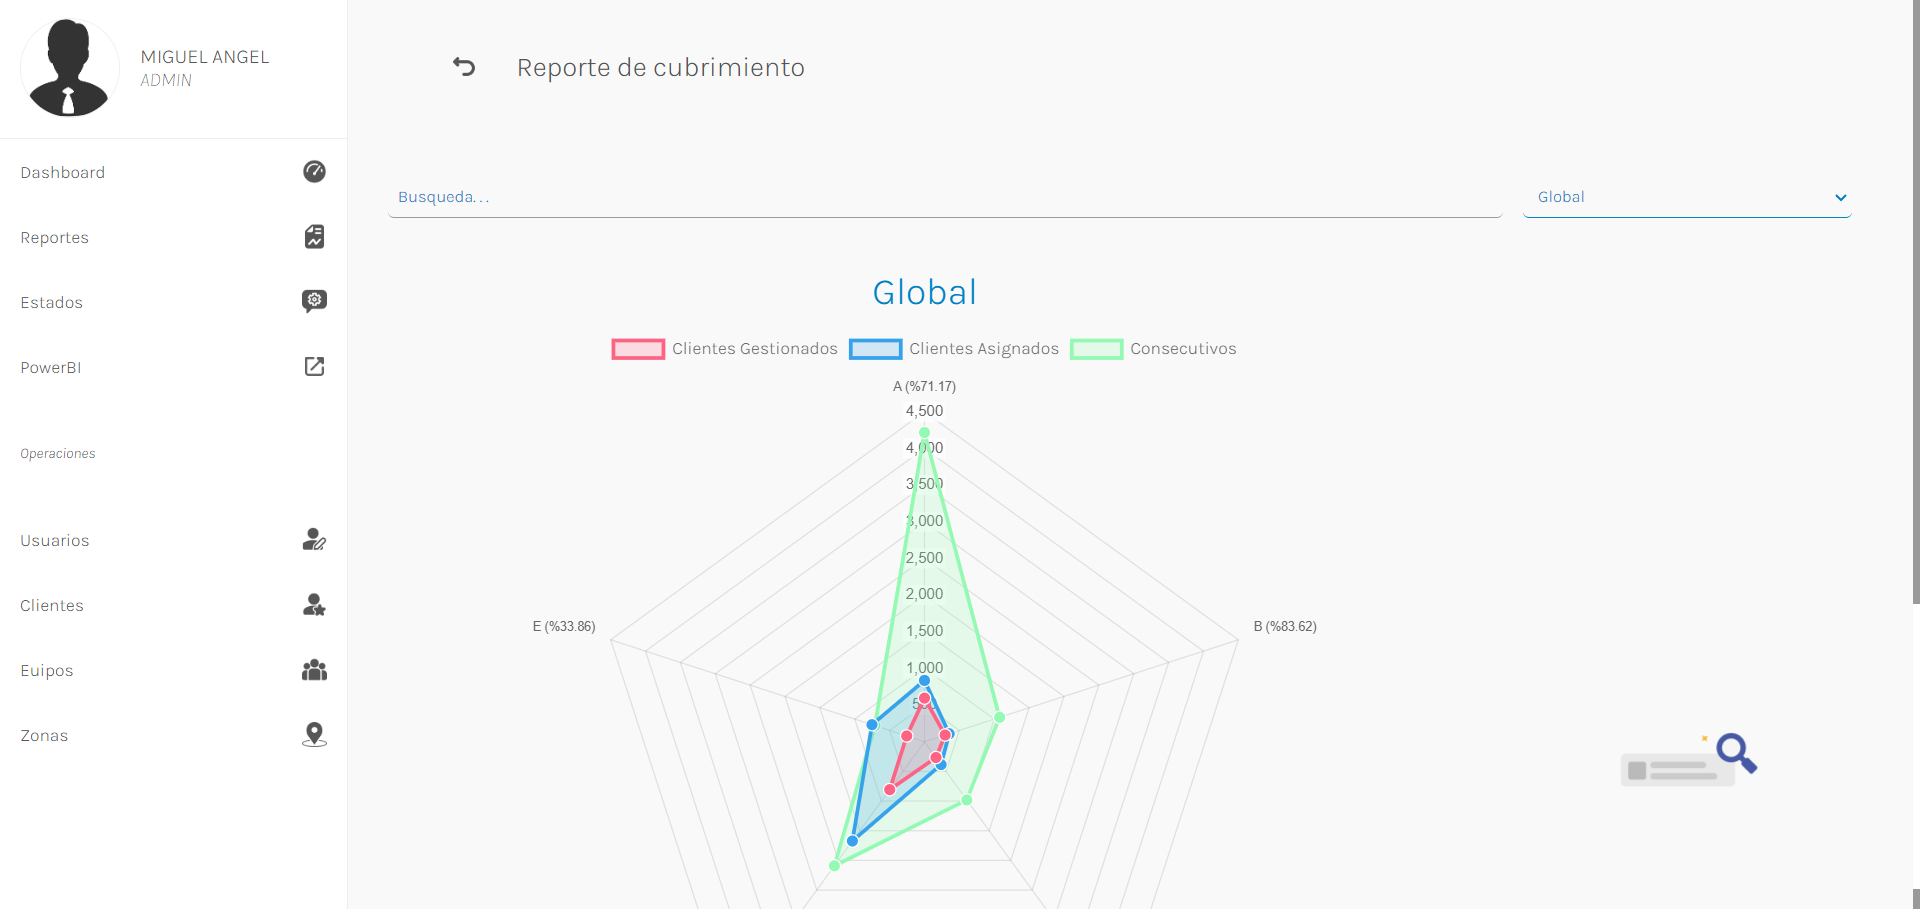 MIGUEL ANGEL
ADMIN
Dashboard
Reportes
Estados
PowerBI
Operaciones
Usuarios
Clientes
Euipos
Zonas
Reporte de cubrimiento
Busqueda...
Global
Global
Clientes Gestionados
Clientes Asignados
Consecutivos
A (%71.17)
4,500
4,000
3,500
3,000
2,500
2,000
1,500
1,000
500
E (%33.86)
B (%83.62)